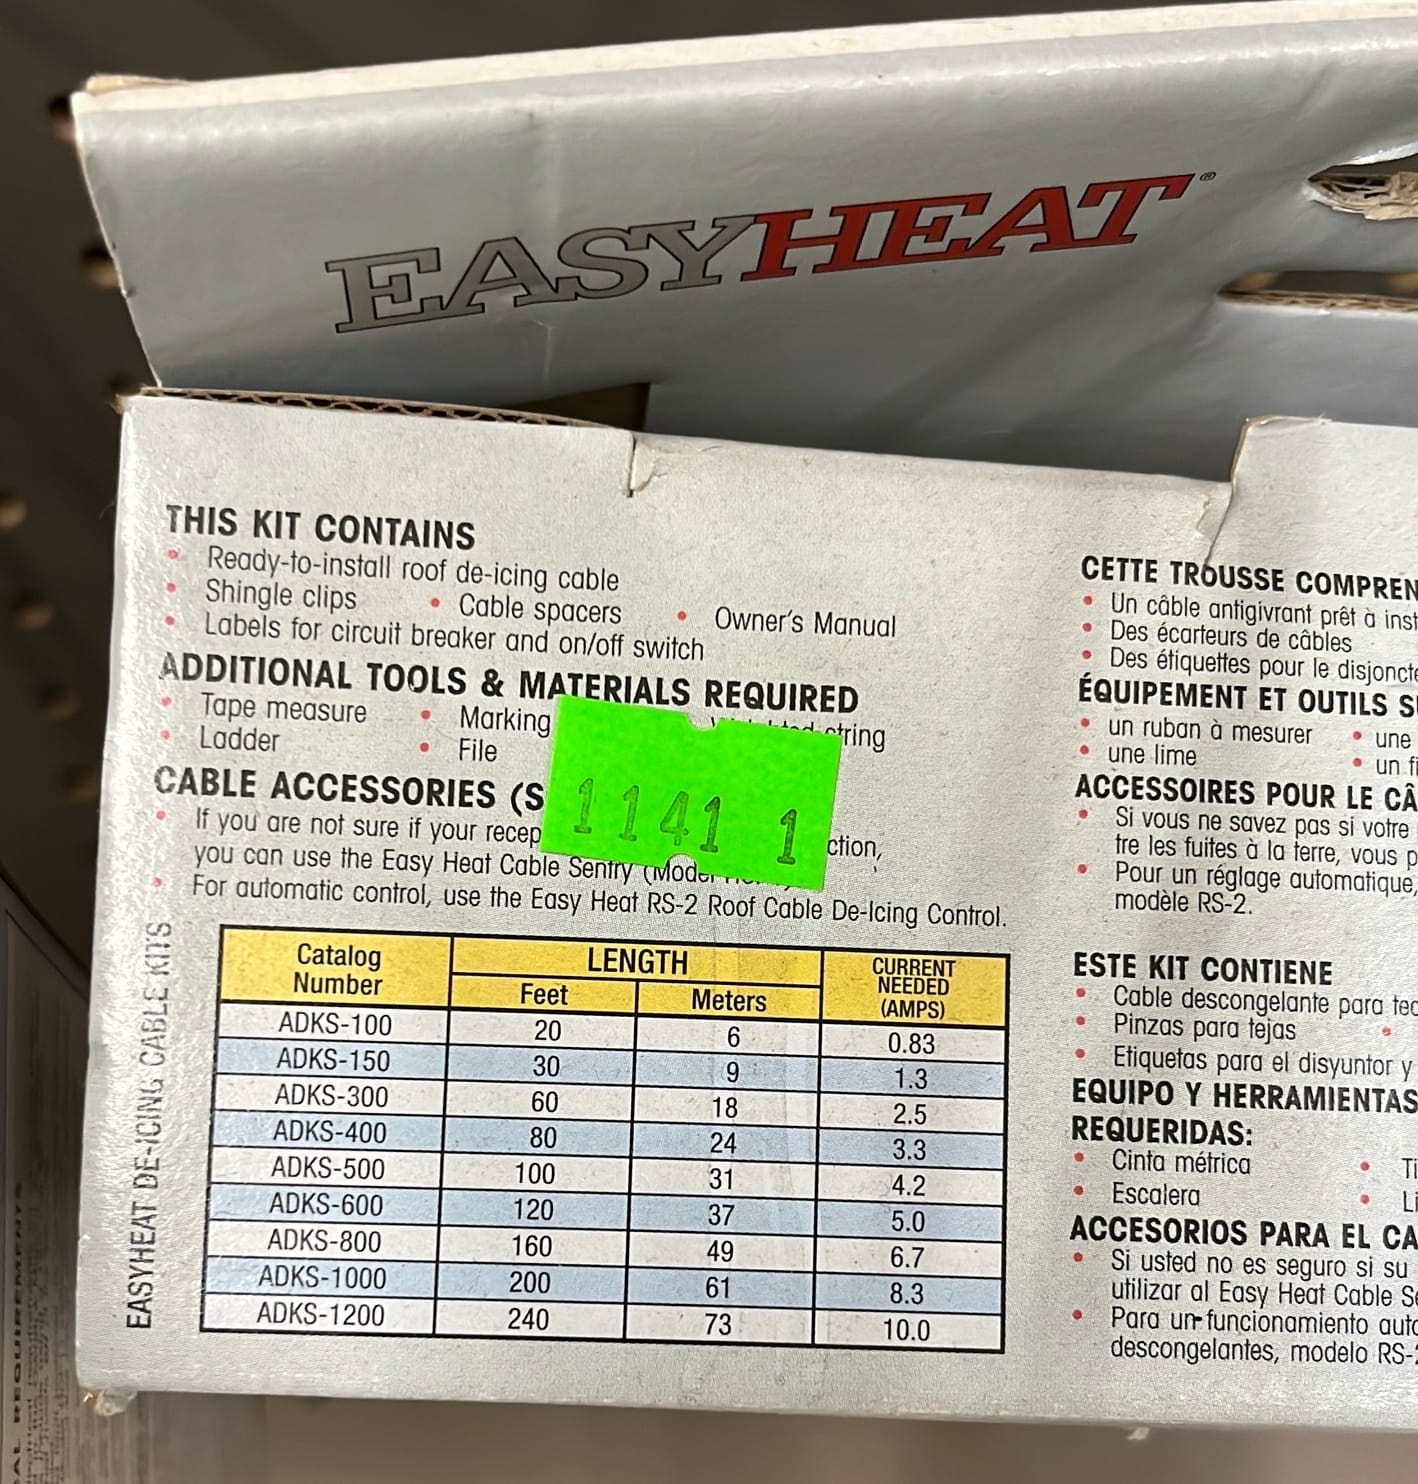 EASYHEAT®
THIS KIT CONTAINS
• Ready-to-install roof de-icing cable
• Shingle clips • Cable spacers • Owner's Manual
• Labels for circuit breaker and on/off switch
ADDITIONAL TOOLS & MATERIALS REQUIRED
• Tape measure • Marking string
• Ladder • File
CABLE ACCESSORIES (S
• If you are not sure if your recep ction,
you can use the Easy Heat Cable Sentry
• For automatic control, use the Easy Heat RS-2 Roof Cable De-Icing Control.
1141 1
EASYHEAT DE-ICING CABLE KITS
Catalog Number LENGTH CURRENT NEEDED (AMPS)
Feet Meters
ADKS-100 20 6 0.83
ADKS-150 30 9 1.3
ADKS-300 60 18 2.5
ADKS-400 80 24 3.3
ADKS-500 100 31 4.2
ADKS-600 120 37 5.0
ADKS-800 160 49 6.7
ADKS-1000 200 61 8.3
ADKS-1200 240 73 10.0
CETTE TROUSSE COMPREN
• Un câble antigivrant prêt à inst
• Des écarteurs de câbles
• Des étiquettes pour le disjoncte
ÉQUIPEMENT ET OUTILS S
• un ruban à mesurer • une
• une lime • un fi
ACCESSOIRES POUR LE CÂ
• Si vous ne savez pas si votre
tre les fuites à la terre, vous p
• Pour un réglage automatique,
modèle RS-2.
ESTE KIT CONTIENE
• Cable descongelante para tec
• Pinzas para tejas •
• Etiquetas para el disyuntor y
EQUIPO Y HERRAMIENTAS
REQUERIDAS:
• Cinta métrica • Ti
• Escalera • Li
ACCESORIOS PARA EL CA
• Si usted no es seguro si su
utilizar al Easy Heat Cable Se
• Para un funcionamiento auto
descongelantes, modelo RS-2
AL REQUIREMENTS